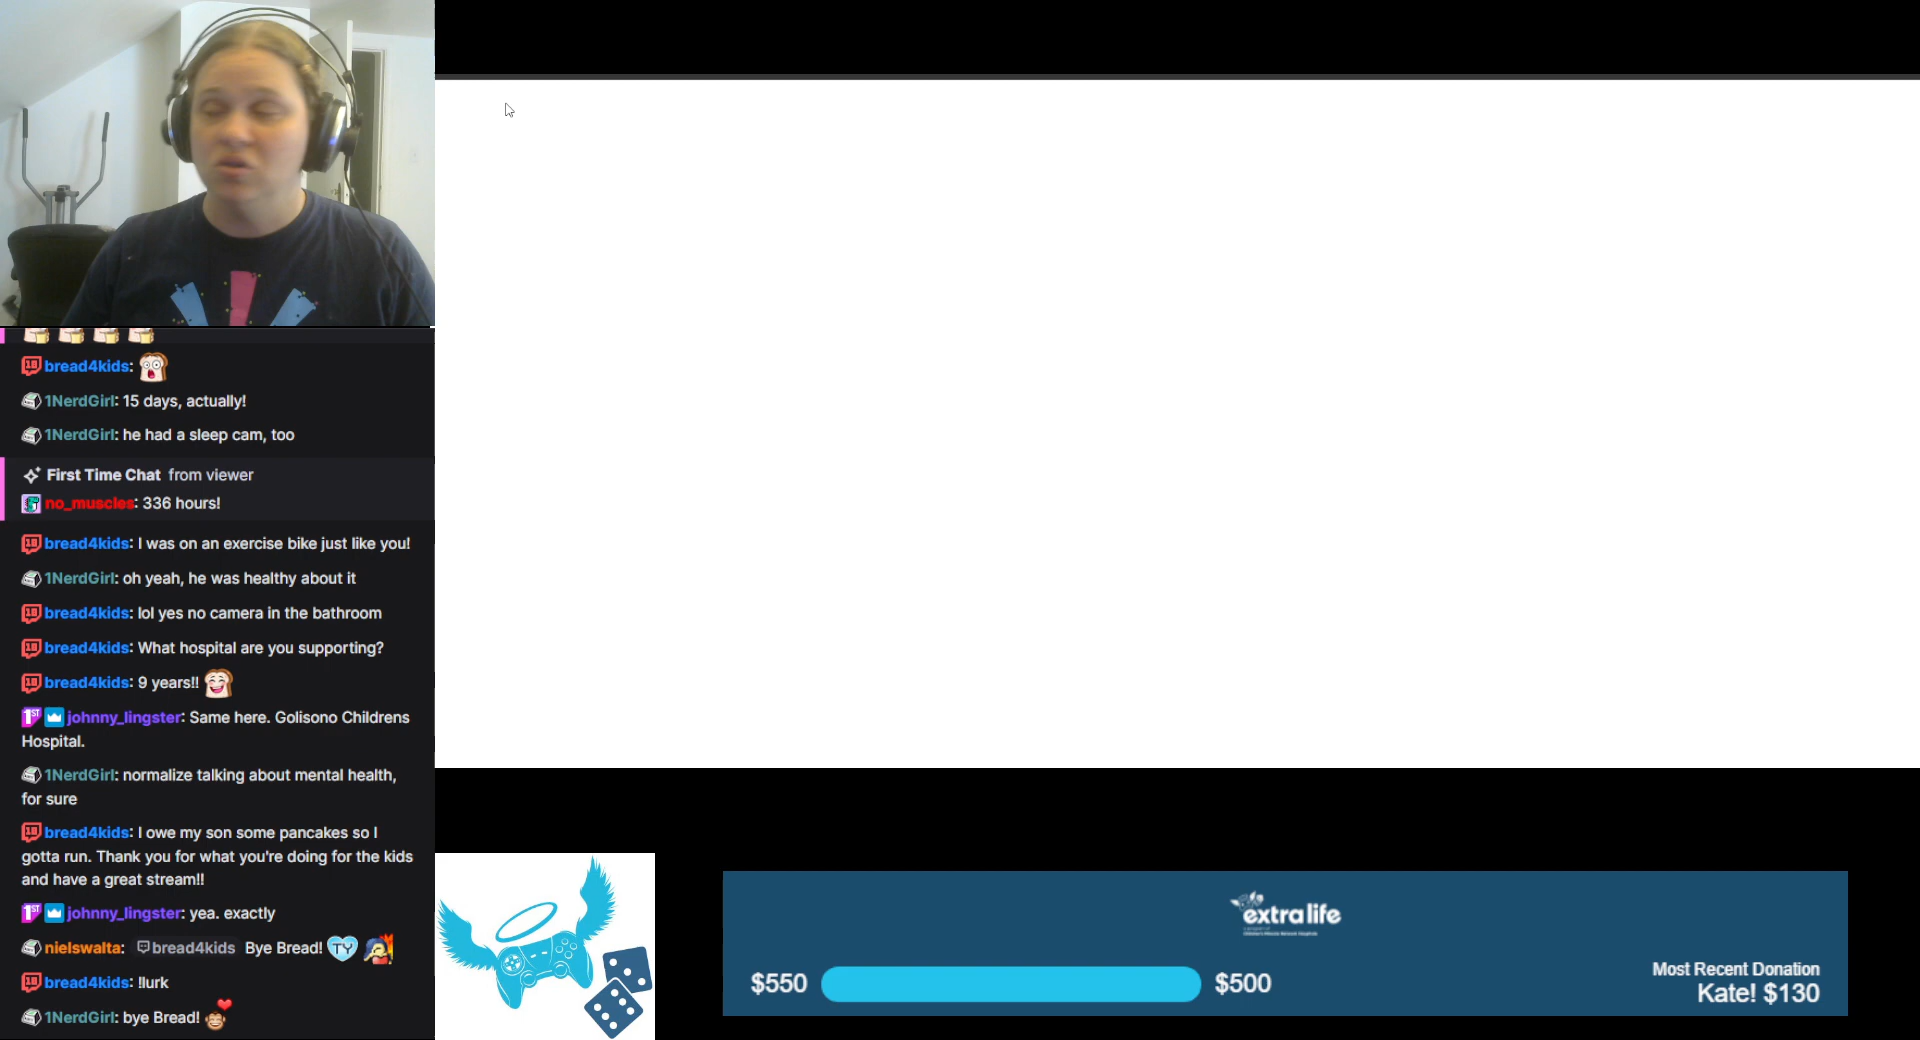 bread4kids:
1NerdGirl: 15 days, actually!
1NerdGirl: he had a sleep cam, too
First Time Chat from viewer
no_muscles: 336 hours!
bread4kids: I was on an exercise bike just like you!
1NerdGirl: oh yeah, he was healthy about it
bread4kids: lol yes no camera in the bathroom
bread4kids: What hospital are you supporting?
bread4kids: 9 years!!
1ST johnny_lingster: Same here. Golisono Childrens
Hospital.
1NerdGirl: normalize talking about mental health,
for sure
bread4kids: I owe my son some pancakes so I
gotta run. Thank you for what you're doing for the kids
and have a great stream!!
1ST johnny_lingster: yea. exactly
nielswalta: bread4kids Bye Bread! TY
bread4kids: !lurk
1NerdGirl: bye Bread!
extra life
$550 $500
Most Recent Donation
Kate! $130